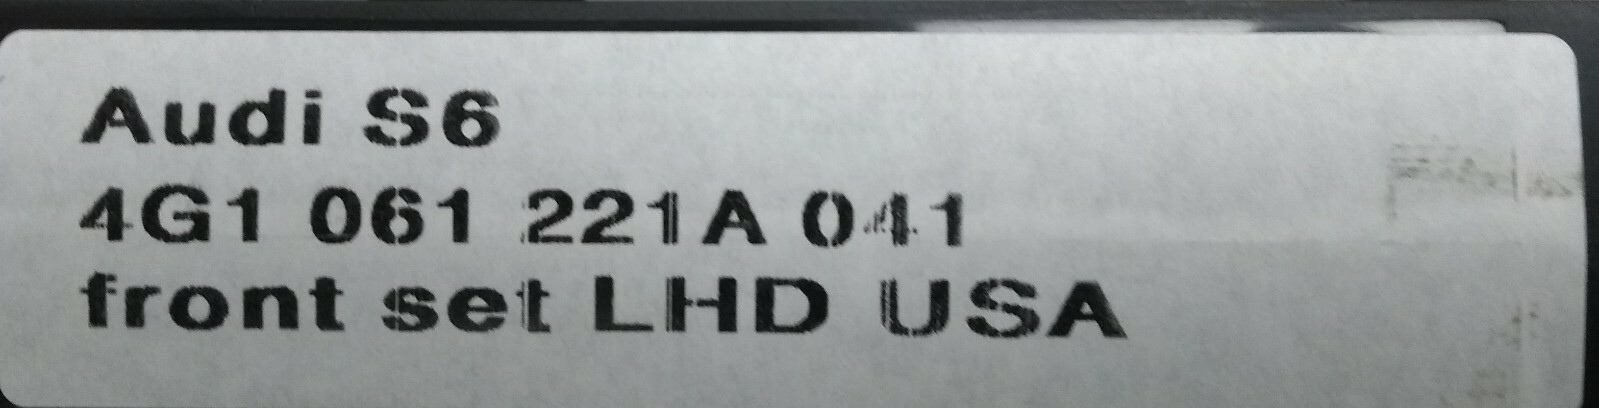 Audi S6
4G1 061 221A 041
front set LHD USA